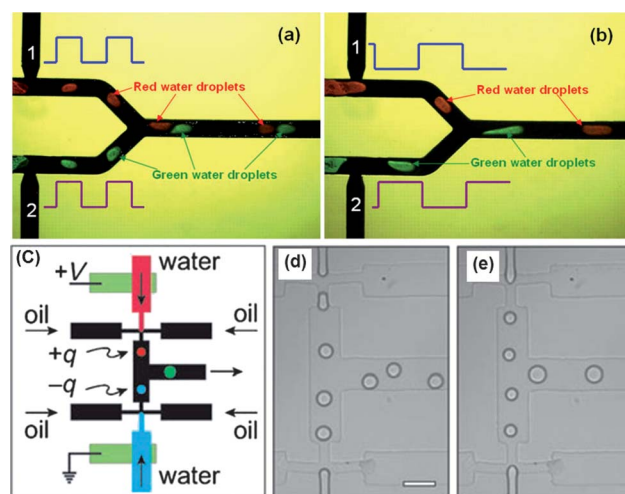 (a)
1
Red water droplets
Green water droplets
2
(b)
1
Red water droplets
Green water droplets
2
(C)
+V
water
oil
oil
+q
−q
oil
oil
water
(d)
(e)